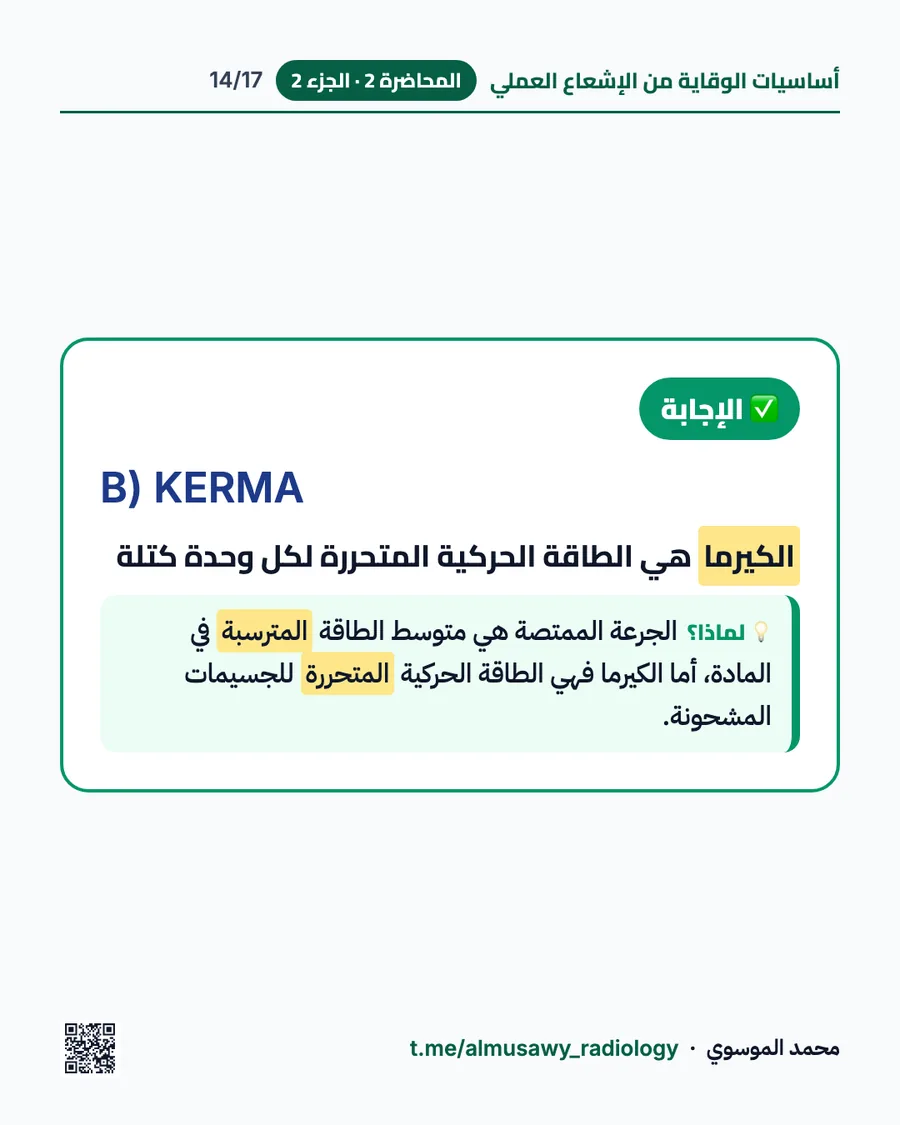 أساسيات الوقاية من الإشعاع العملي المحاضرة 2 · الجزء 2 14/17
✅ الإجابة
B) KERMA
الكيرما هي الطاقة الحركية المتحررة لكل وحدة كتلة
💡 لماذا؟ الجرعة الممتصة هي متوسط الطاقة المترسبة في
المادة، أما الكيرما فهي الطاقة الحركية المتحررة للجسيمات
المشحونة.
محمد الموسوي · t.me/almusawy_radiology